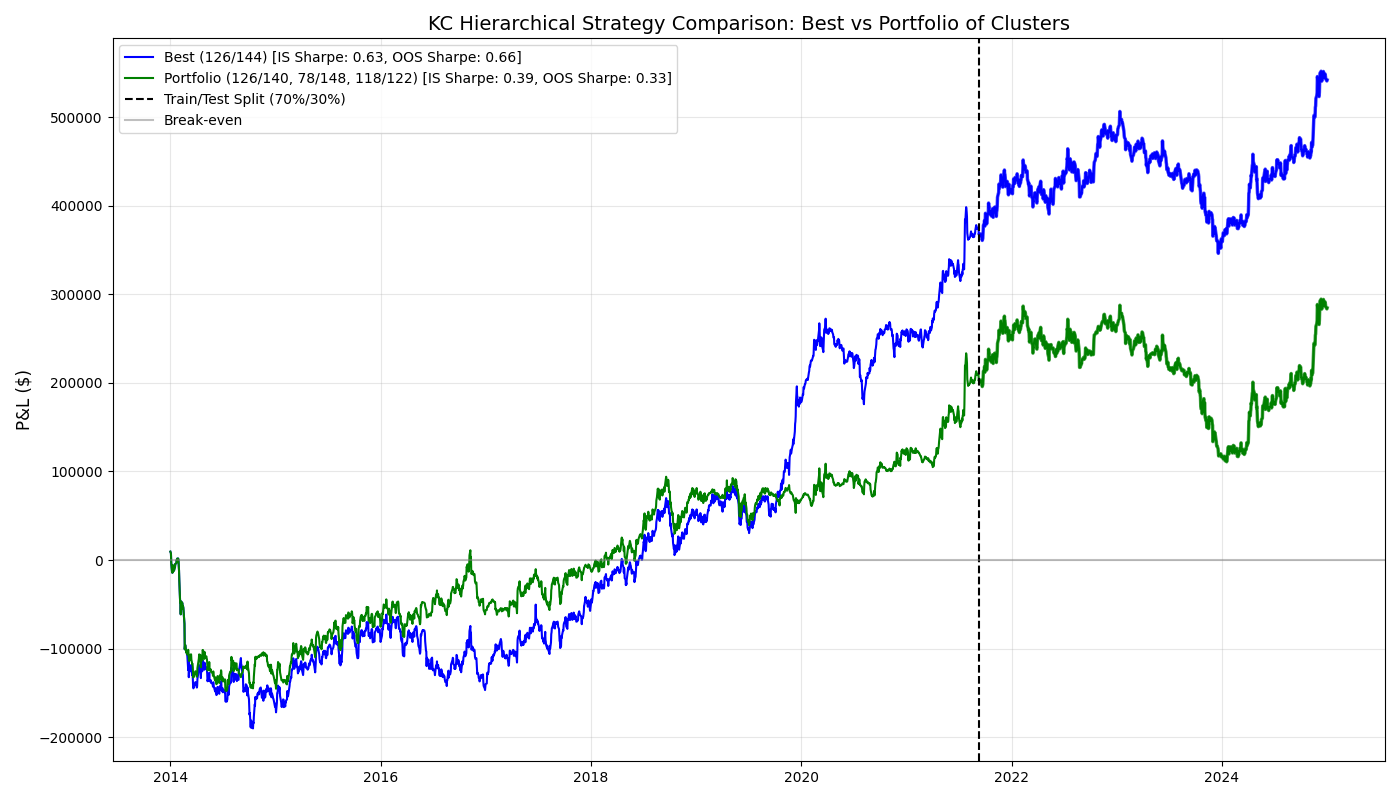 KC Hierarchical Strategy Comparison: Best vs Portfolio of Clusters
Best (126/144) [IS Sharpe: 0.63, OOS Sharpe: 0.66]
Portfolio (126/140, 78/148, 118/122) [IS Sharpe: 0.39, OOS Sharpe: 0.33]
Train/Test Split (70%/30%)
Break-even
P&L ($)
500000
400000
300000
200000
100000
0
−100000
−200000
2014
2016
2018
2020
2022
2024